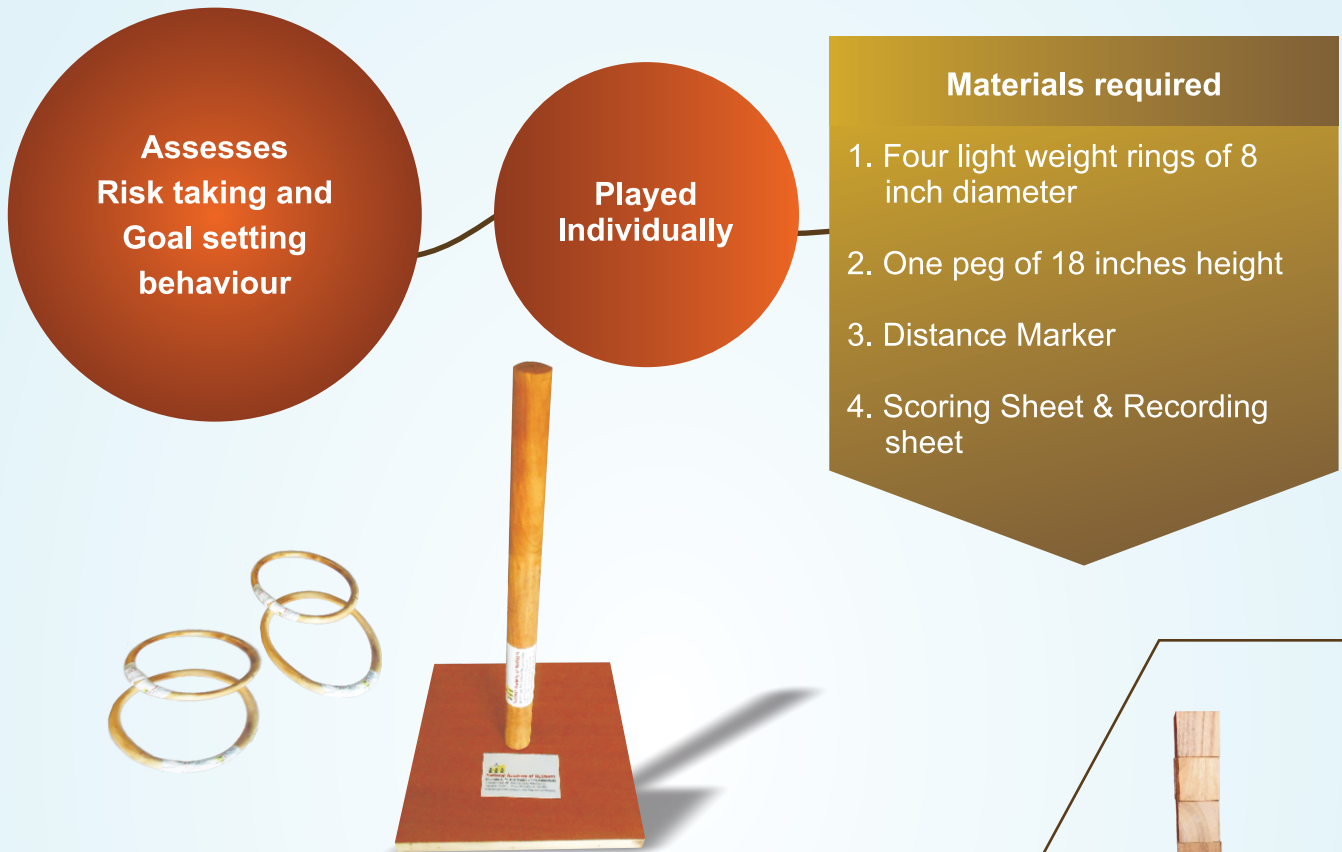 Assesses
Risk taking and
Goal setting
behaviour
Played
Individually
Materials required
1. Four light weight rings of 8
inch diameter
2. One peg of 18 inches height
3. Distance Marker
4. Scoring Sheet & Recording
sheet